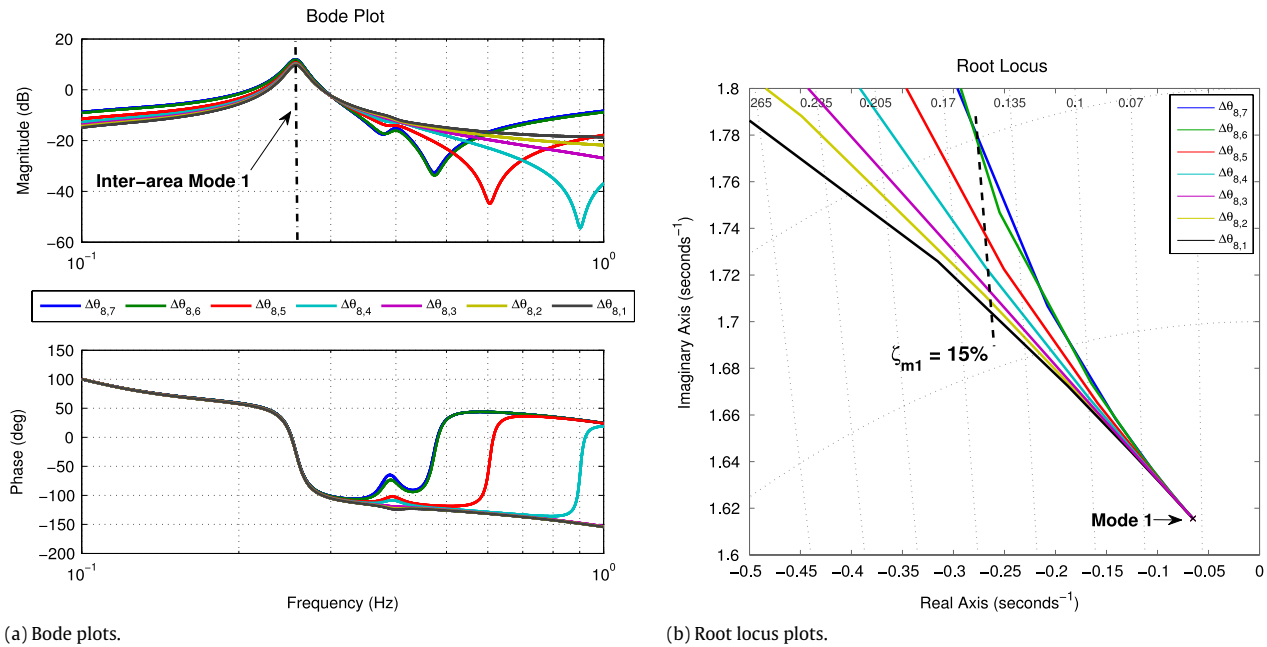 Bode Plot
20
0
−20
−40
−60
Magnitude (dB)
Inter−area Mode 1
10⁻¹
10⁰
Δθ8,7
Δθ8,6
Δθ8,5
Δθ8,4
Δθ8,3
Δθ8,2
Δθ8,1
150
100
50
0
−50
−100
−150
−200
Phase (deg)
10⁻¹
10⁰
Frequency (Hz)
(a) Bode plots.
Root Locus
1.8
1.78
1.76
1.74
1.72
1.7
1.68
1.66
1.64
1.62
1.6
Imaginary Axis (seconds⁻¹)
265
0.235
0.205
0.17
0.135
0.1
0.07
Δθ8,7
Δθ8,6
Δθ8,5
Δθ8,4
Δθ8,3
Δθ8,2
Δθ8,1
ζm1 = 15%
Mode 1
−0.5
−0.45
−0.4
−0.35
−0.3
−0.25
−0.2
−0.15
−0.1
−0.05
0
Real Axis (seconds⁻¹)
(b) Root locus plots.